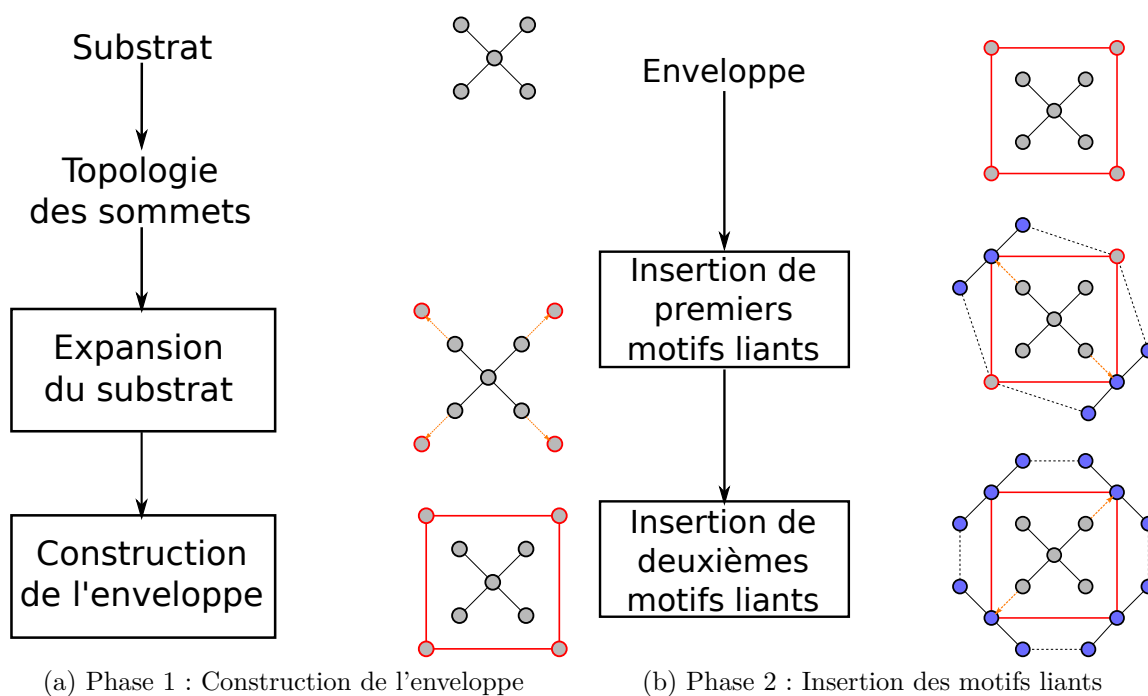 Substrat
Topologie
des sommets
Expansion
du substrat
Construction
de l'enveloppe
(a) Phase 1 : Construction de l'enveloppe
Enveloppe
Insertion de
premiers
motifs liants
Insertion de
deuxièmes
motifs liants
(b) Phase 2 : Insertion des motifs liants